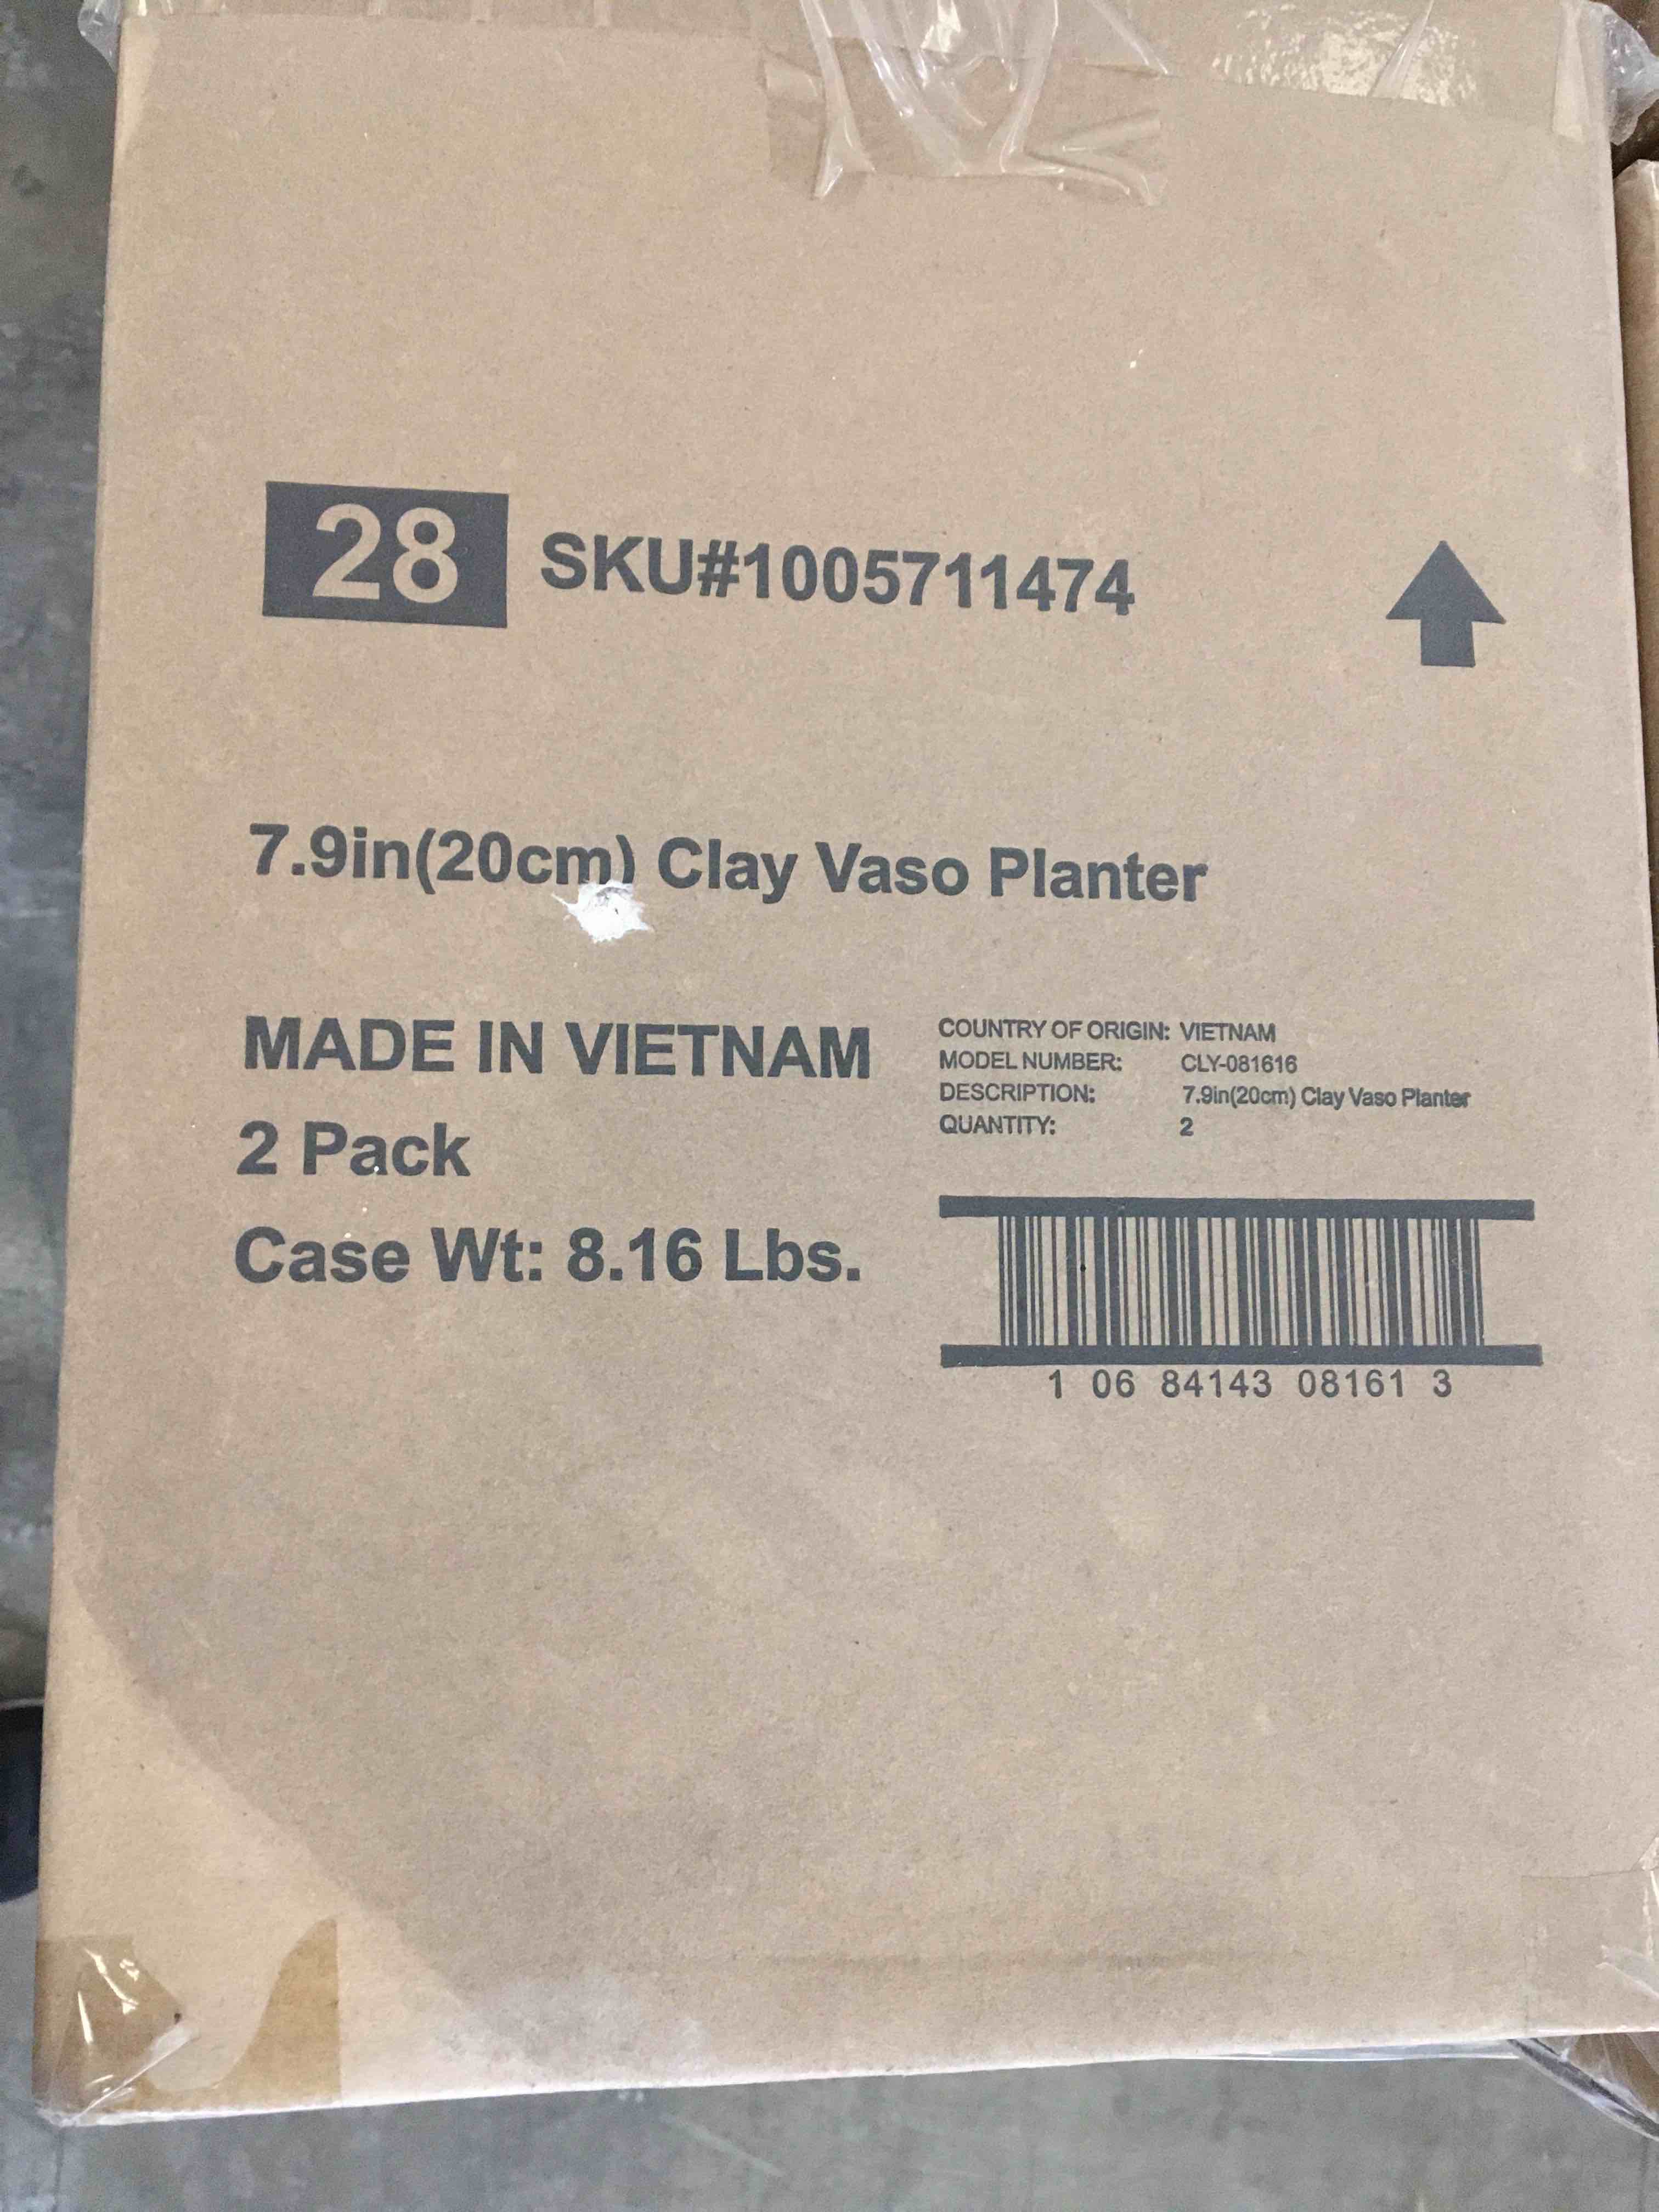 28 SKU#1005711474
7.9in(20cm) Clay Vaso Planter
MADE IN VIETNAM
2 Pack
Case Wt: 8.16 Lbs.
COUNTRY OF ORIGIN: VIETNAM
MODEL NUMBER: CLY-081616
DESCRIPTION: 7.9in(20cm) Clay Vaso Planter
QUANTITY: 2
1 06 84143 08161 3